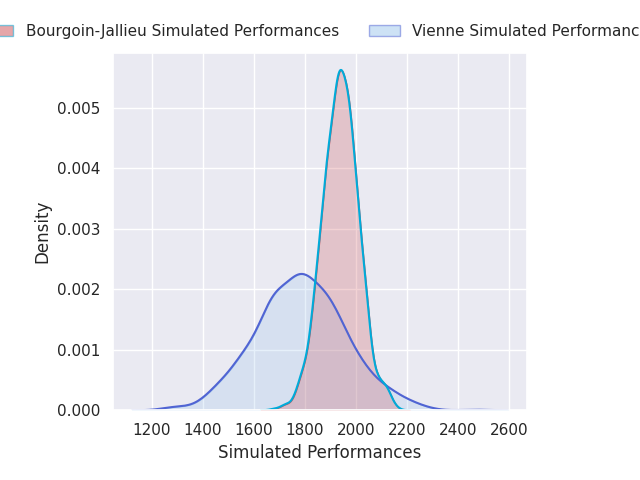 Bourgoin-Jallieu Simulated Performances Vienne Simulated Performanc
0.005
0.004
0.003
0.002
0.001
0.000
Density
1200 1400 1600 1800 2000 2200 2400 2600
Simulated Performances